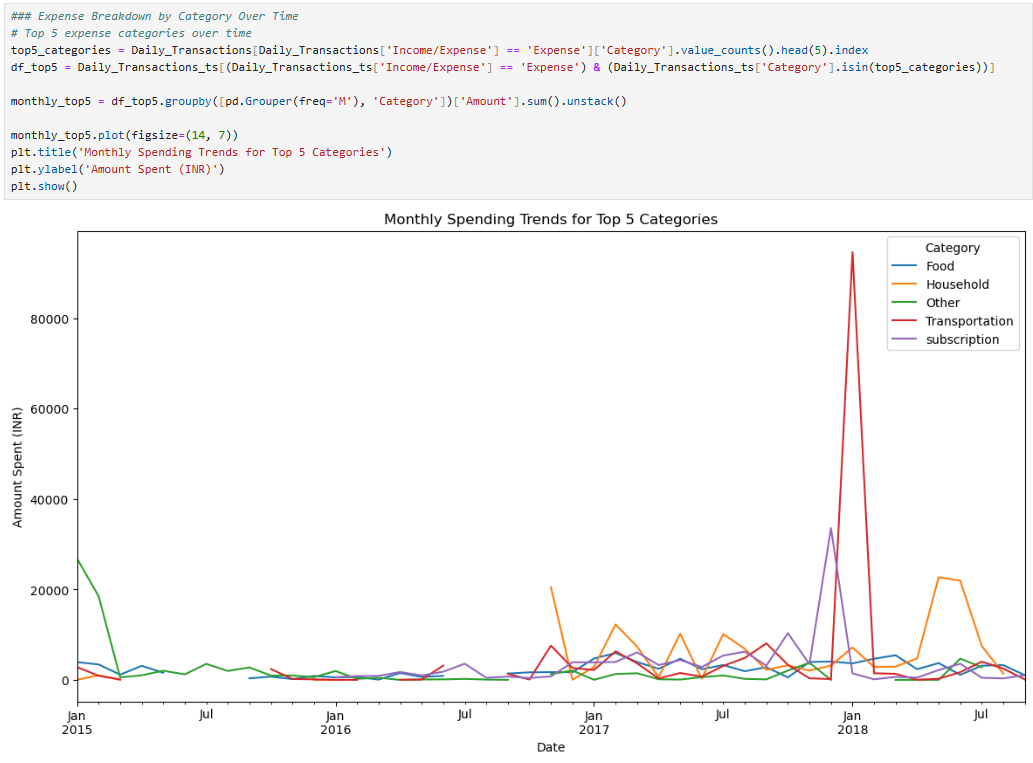 ### Expense Breakdown by Category Over Time
# Top 5 expense categories over time
top5_categories = Daily_Transactions[Daily_Transactions['Income/Expense'] == 'Expense']['Category'].value_counts().head(5).index
df_top5 = Daily_Transactions_ts[(Daily_Transactions_ts['Income/Expense'] == 'Expense') & (Daily_Transactions_ts['Category'].isin(top5_categories))]
monthly_top5 = df_top5.groupby([pd.Grouper(freq='M'), 'Category'])['Amount'].sum().unstack()
monthly_top5.plot(figsize=(14, 7))
plt.title('Monthly Spending Trends for Top 5 Categories')
plt.ylabel('Amount Spent (INR)')
plt.show()
Monthly Spending Trends for Top 5 Categories
Category
Food
Household
Other
Transportation
subscription
80000
60000
40000
20000
0
Amount Spent (INR)
Jan Jul Jan Jul Jan Jul Jan Jul
2015 2016 2017 2018
Date